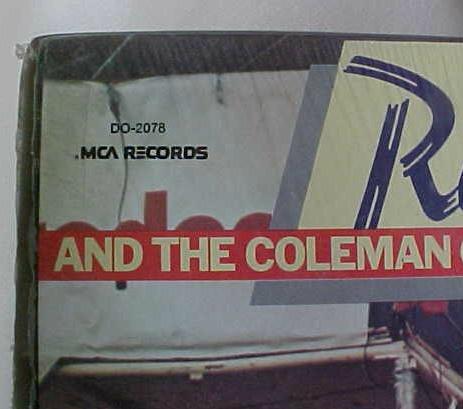 DO-2078
MCA RECORDS
AND THE COLEMAN